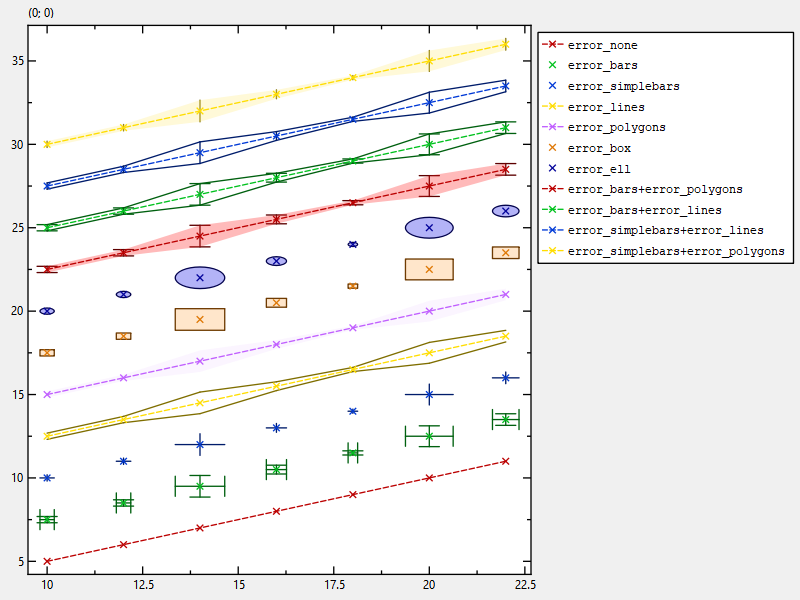 (0; 0)
35
30
25
20
15
10
5
10
12.5
15
17.5
20
22.5
error_none
error_bars
error_simplebars
error_lines
error_polygons
error_box
error_ell
error_bars+error_polygons
error_bars+error_lines
error_simplebars+error_lines
error_simplebars+error_polygons